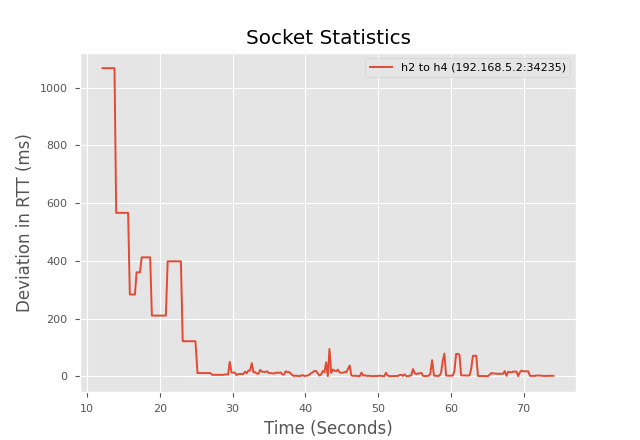 Socket Statistics
h2 to h4 (192.168.5.2:34235)
Deviation in RTT (ms)
1000
800
600
400
200
0
10 20 30 40 50 60 70
Time (Seconds)